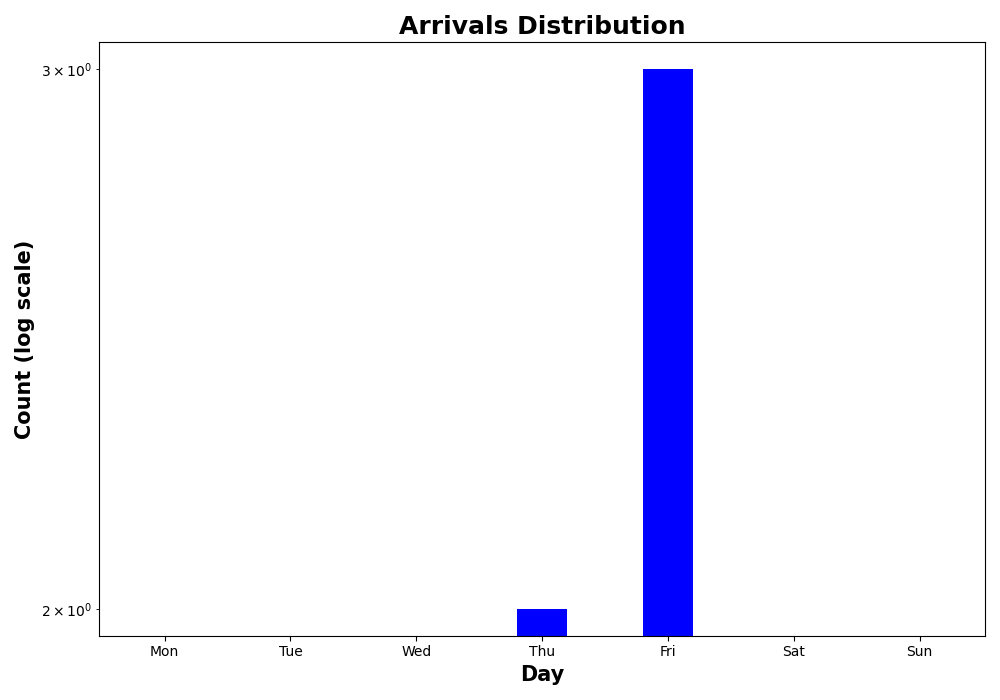 Arrivals Distribution
3 × 10⁰
2 × 10⁰
Count (log scale)
Mon Tue Wed Thu Fri Sat Sun
Day